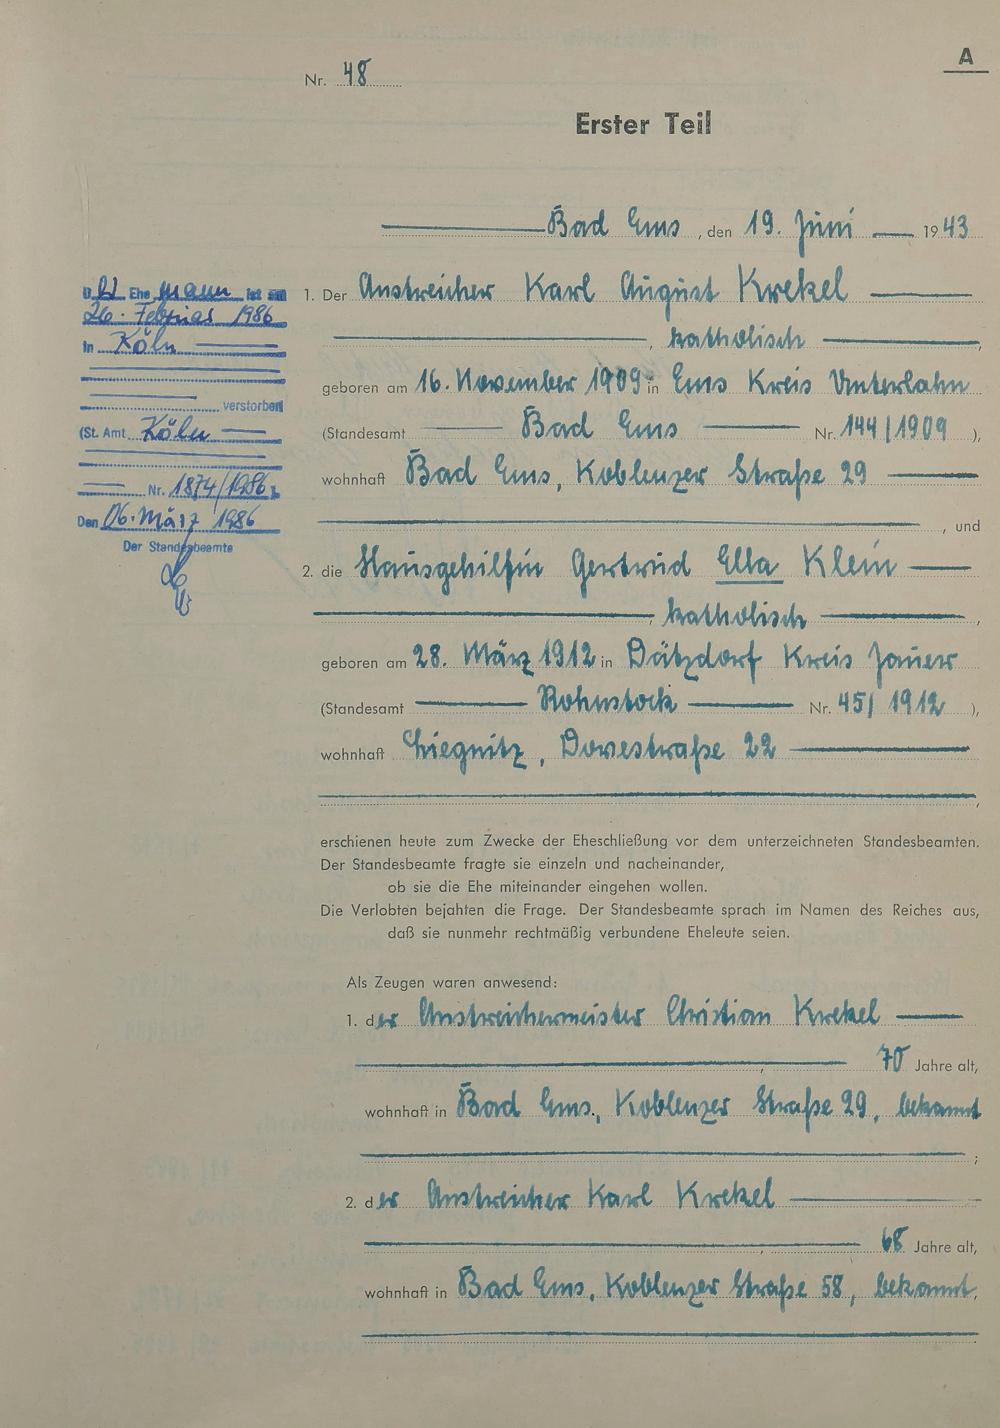 A
Nr. 48
Erster Teil
Bad Ems, den 19. Juni 1943
1. Der Anstreicher Karl August Krekel
, katholisch ,
geboren am 16. November 1909 in Ems Kreis Unterlahn
(Standesamt Bad Ems Nr. 144/1909 ),
wohnhaft Bad Ems, Koblenzer Straße 29
, und
2. die Hausgehilfin Gertrud Ella Klein
, katholisch ,
geboren am 28. März 1912 in Dätzdorf Kreis Jauer
(Standesamt Rohnstock Nr. 45/1912 ),
wohnhaft Liegnitz, Dovestraße 22
,
erschienen heute zum Zwecke der Eheschließung vor dem unterzeichneten Standesbeamten.
Der Standesbeamte fragte sie einzeln und nacheinander,
ob sie die Ehe miteinander eingehen wollen.
Die Verlobten bejahten die Frage. Der Standesbeamte sprach im Namen des Reiches aus,
daß sie nunmehr rechtmäßig verbundene Eheleute seien.
Als Zeugen waren anwesend:
1. der Anstreichermeister Christian Krekel
, 70 Jahre alt,
wohnhaft in Bad Ems, Koblenzer Straße 29, bekannt
;
2. der Anstreicher Karl Krekel
, 68 Jahre alt,
wohnhaft in Bad Ems, Koblenzer Straße 58, bekannt.
Ehemann ist am
26. Februar 1986
in Köln
verstorben
(St. Amt Köln
Nr. 1874/1986)
Den 06. März 1986
Der Standesbeamte